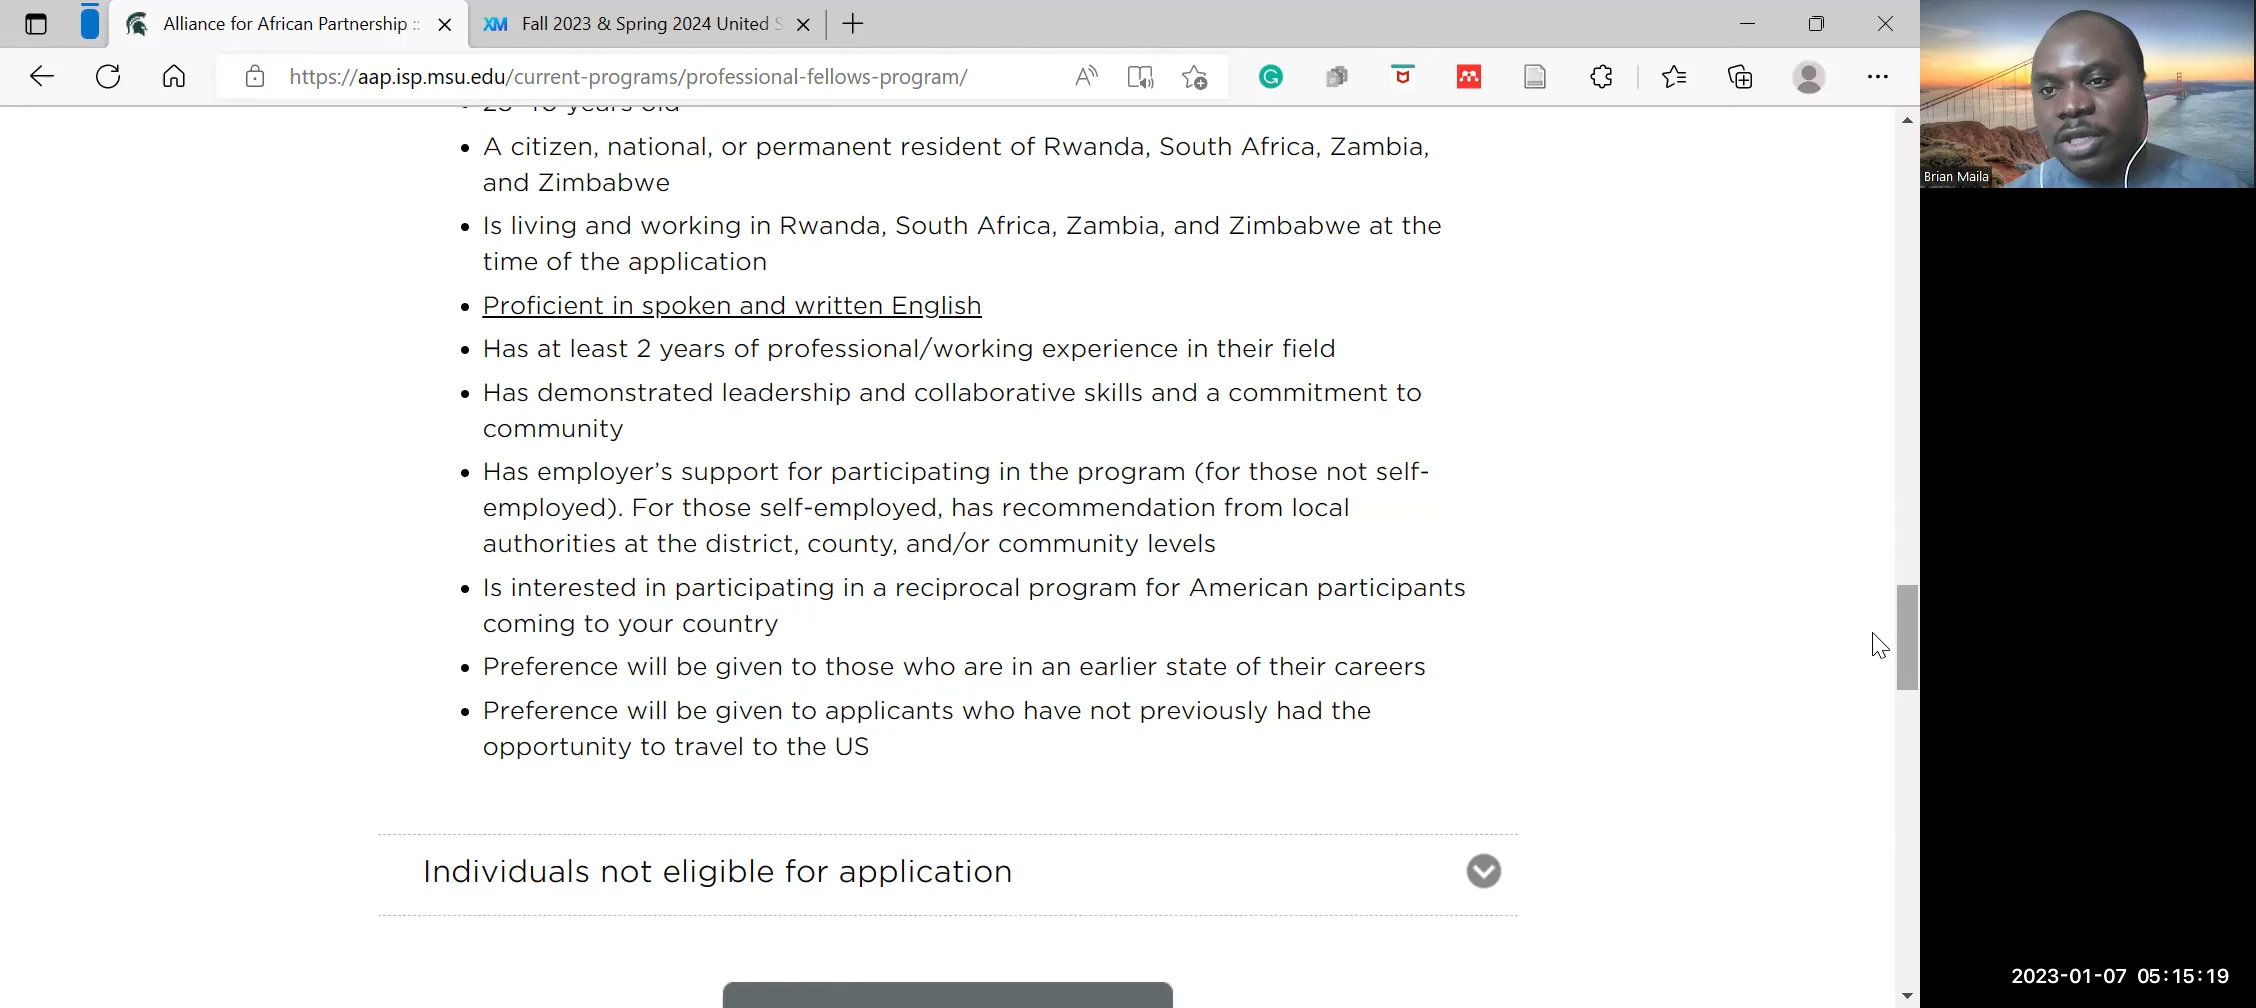 Alliance for African Partnership ::
Fall 2023 & Spring 2024 United S
https://aap.isp.msu.edu/current-programs/professional-fellows-program/
years old
• A citizen, national, or permanent resident of Rwanda, South Africa, Zambia,
and Zimbabwe
• Is living and working in Rwanda, South Africa, Zambia, and Zimbabwe at the
time of the application
• Proficient in spoken and written English
• Has at least 2 years of professional/working experience in their field
• Has demonstrated leadership and collaborative skills and a commitment to
community
• Has employer’s support for participating in the program (for those not self-
employed). For those self-employed, has recommendation from local
authorities at the district, county, and/or community levels
• Is interested in participating in a reciprocal program for American participants
coming to your country
• Preference will be given to those who are in an earlier state of their careers
• Preference will be given to applicants who have not previously had the
opportunity to travel to the US
Individuals not eligible for application
Brian Maila
2023-01-07 05:15:19